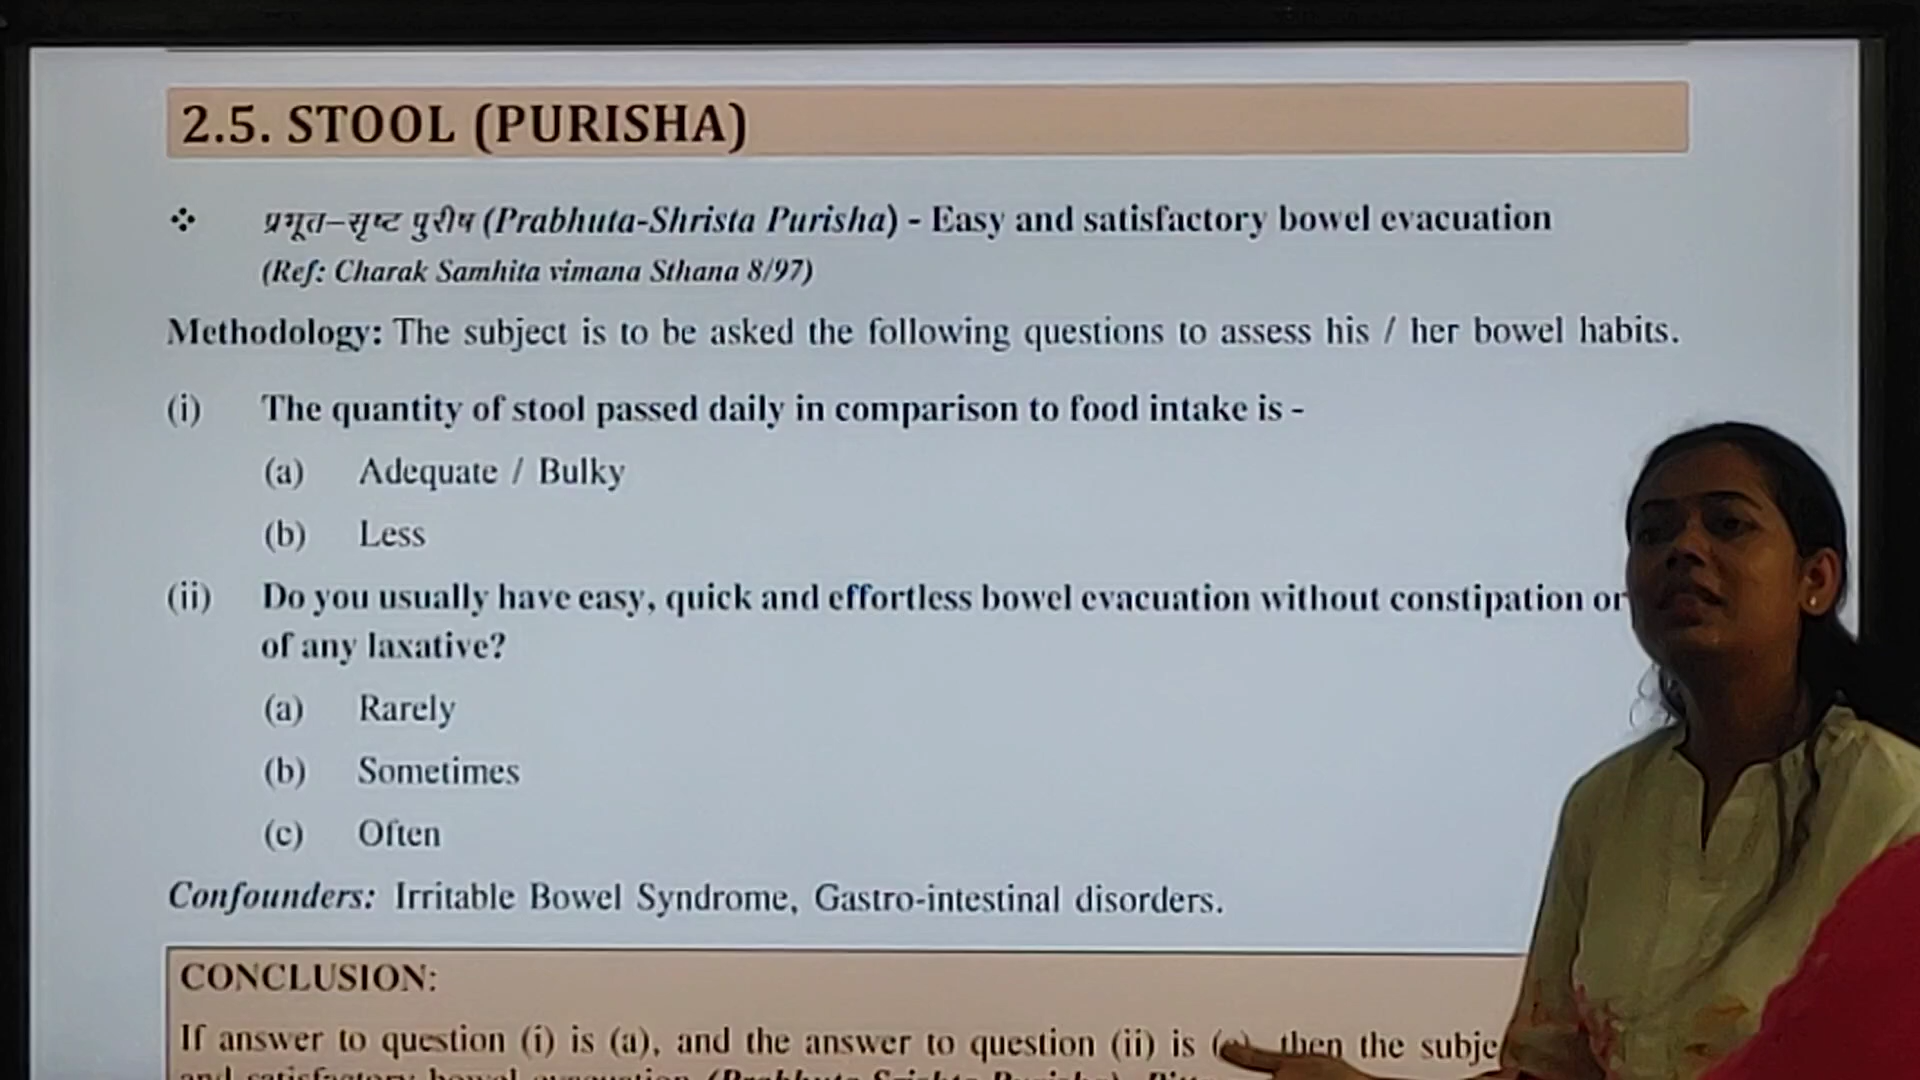 2.5. STOOL (PURISHA)
❖ प्रभूत–सृष्ट पुरीष (Prabhuta-Shrista Purisha) - Easy and satisfactory bowel evacuation
(Ref: Charak Samhita vimana Sthana 8/97)
Methodology: The subject is to be asked the following questions to assess his / her bowel habits.
(i) The quantity of stool passed daily in comparison to food intake is -
(a) Adequate / Bulky
(b) Less
(ii) Do you usually have easy, quick and effortless bowel evacuation without constipation or
of any laxative?
(a) Rarely
(b) Sometimes
(c) Often
Confounders: Irritable Bowel Syndrome, Gastro-intestinal disorders.
CONCLUSION:
If answer to question (i) is (a), and the answer to question (ii) is then the
and satisfactory bowel evacuation